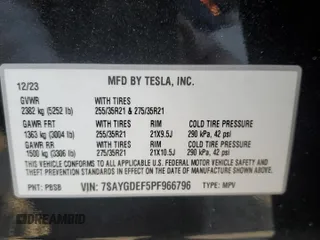 12/23 MFD BY TESLA, INC.
GVWR WITH TIRES
2382 kg (5252 lb) 255/35R21 & 275/35R21
GAWR FRT WITH TIRES RIM COLD TIRE PRESSURE
1363 kg (3004 lb) 255/35R21 21X9.5J 290 kPa, 42 psi
GAWR RR WITH TIRES RIM COLD TIRE PRESSURE
1500 kg (3306 lb) 275/35R21 21X10.5J 290 kPa, 42 psi
THIS VEHICLE CONFORMS TO ALL APPLICABLE FEDERAL MOTOR VEHICLE SAFETY
AND THEFT PREVENTION STANDARDS IN EFFECT ON THE DATE OF MANUFACTURE
SHOWN ABOVE.
PNT: PBSB VIN: 7SAYGDEF5PF966796 TYPE: MPV
DREAMBID